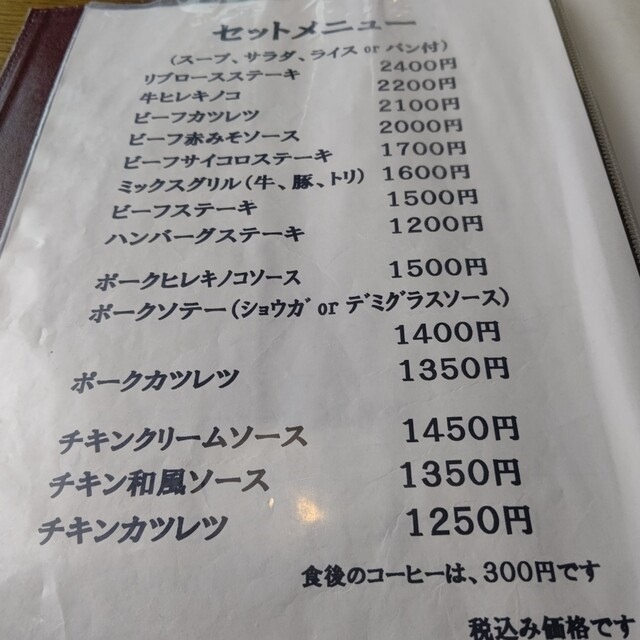 セットメニュー
(スープ、サラダ、ライス or パン付)
リブロースステーキ 2400円
牛ヒレキノコ 2200円
ビーフカツレツ 2100円
ビーフ赤みそソース 2000円
ビーフサイコロステーキ 1700円
ミックスグリル(牛、豚、トリ) 1600円
ビーフステーキ 1500円
ハンバーグステーキ 1200円
ポークヒレキノコソース 1500円
ポークソテー(ショウガ or デミグラスソース)
1400円
ポークカツレツ 1350円
チキンクリームソース 1450円
チキン和風ソース 1350円
チキンカツレツ 1250円
食後のコーヒーは、300円です
税込み価格です